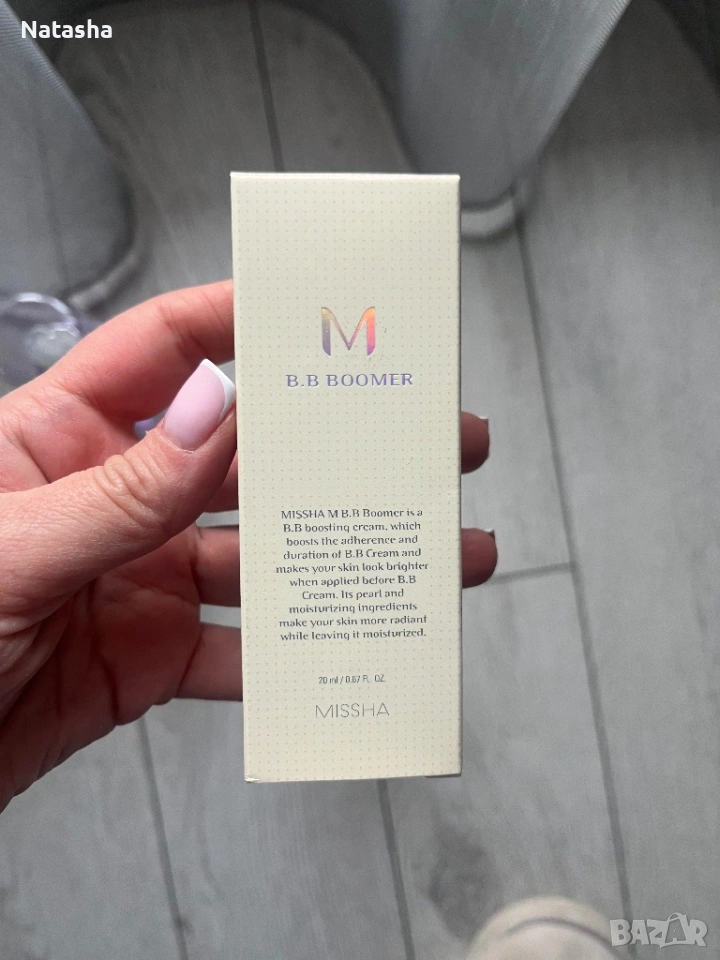 Natasha
M
B.B BOOMER
MISSHA M B.B Boomer is a
B.B boosting cream, which
boosts the adherence and
duration of B.B Cream and
makes your skin look brighter
when applied before B.B
Cream. Its pearl and
moisturizing ingredients
make your skin more radiant
while leaving it moisturized.
20 ml / 0.67 FL. OZ.
MISSHA
BAZAR